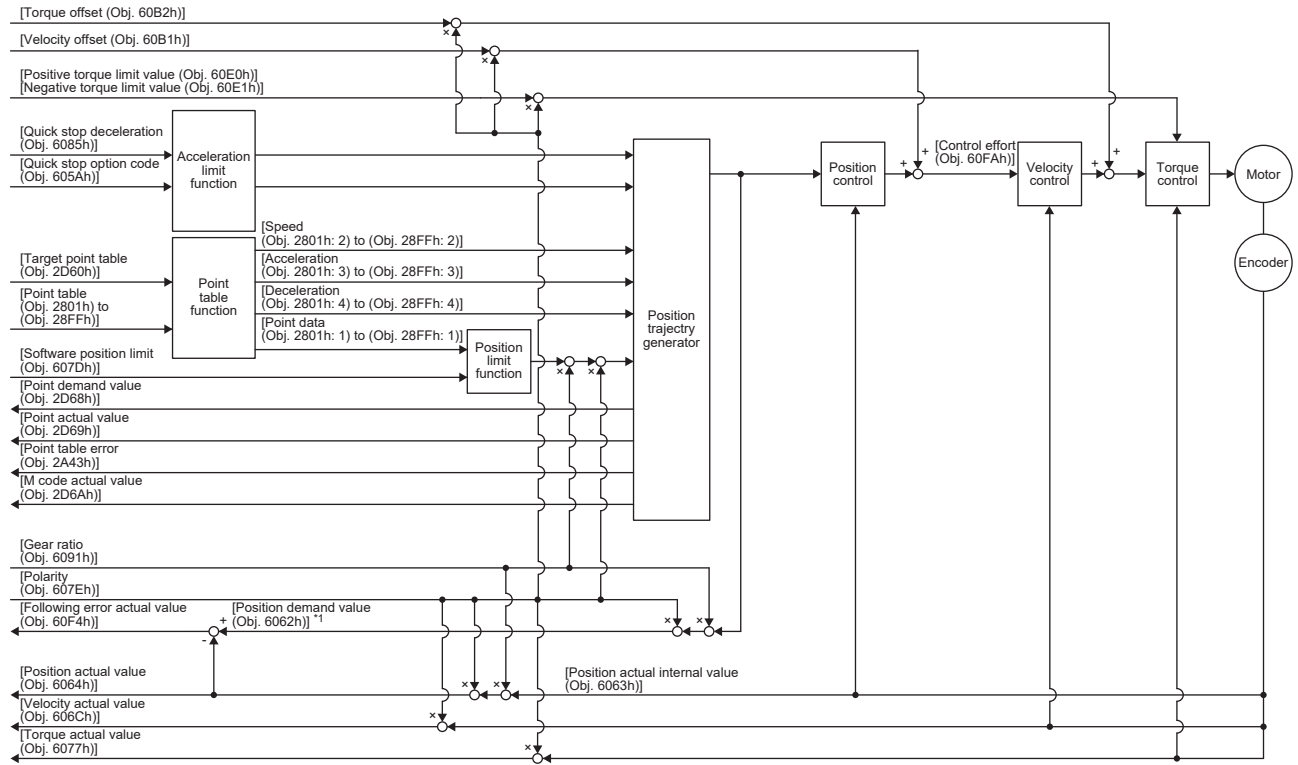 [Torque offset (Obj. 60B2h)]
×
[Velocity offset (Obj. 60B1h)]
×
[Positive torque limit value (Obj. 60E0h)]
[Negative torque limit value (Obj. 60E1h)]
×
[Quick stop deceleration
(Obj. 6085h)]
[Quick stop option code
(Obj. 605Ah)]
Acceleration
limit
function
[Target point table
(Obj. 2D60h)]
[Point table
(Obj. 2801h) to
(Obj. 28FFh)]
Point
table
function
[Speed
(Obj. 2801h: 2) to (Obj. 28FFh: 2)]
[Acceleration
(Obj. 2801h: 3) to (Obj. 28FFh: 3)]
[Deceleration
(Obj. 2801h: 4) to (Obj. 28FFh: 4)]
[Point data
(Obj. 2801h: 1) to (Obj. 28FFh: 1)]
[Software position limit
(Obj. 607Dh)]
Position
limit
function
×
×
Position
trajectry
generator
Position
control
+
+
[Control effort
(Obj. 60FAh)]
Velocity
control
+
+
Torque
control
Motor
Encoder
[Point demand value
(Obj. 2D68h)]
[Point actual value
(Obj. 2D69h)]
[Point table error
(Obj. 2A43h)]
[M code actual value
(Obj. 2D6Ah)]
[Gear ratio
(Obj. 6091h)]
[Polarity
(Obj. 607Eh)]
[Following error actual value
(Obj. 60F4h)]
+
-
[Position demand value
(Obj. 6062h)] *1
×
×
[Position actual value
(Obj. 6064h)]
×
×
[Position actual internal value
(Obj. 6063h)]
[Velocity actual value
(Obj. 606Ch)]
×
[Torque actual value
(Obj. 6077h)]
×